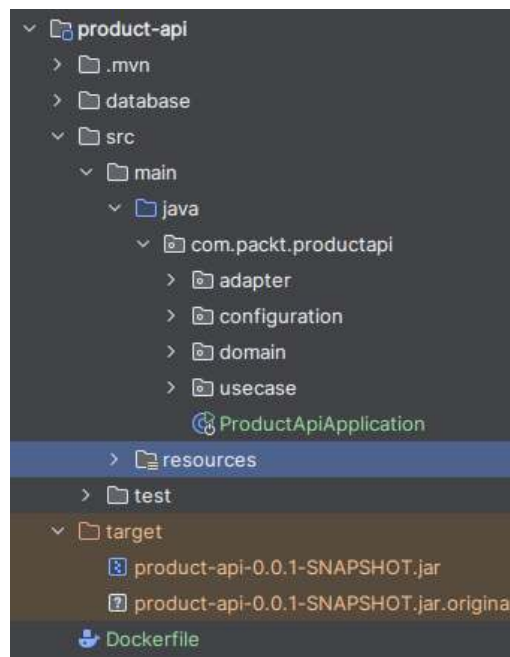 product-api
.mvn
database
src
main
java
com.packt.productapi
adapter
configuration
domain
usecase
ProductApiApplication
resources
test
target
product-api-0.0.1-SNAPSHOT.jar
product-api-0.0.1-SNAPSHOT.jar.origina
Dockerfile